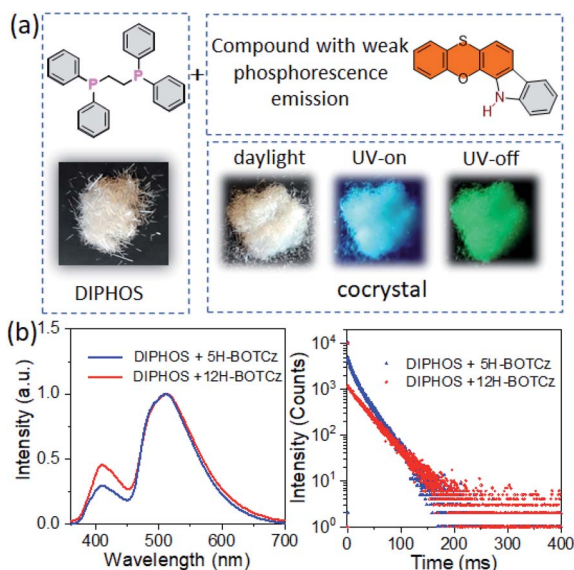 (a)
P
P
+
Compound with weak
phosphorescence
emission
S
O
N
H
DIPHOS
daylight UV-on UV-off
cocrystal
(b)
1.5
1.0
0.5
0.0
Intensity (a.u.)
DIPHOS + 5H-BOTCz
DIPHOS +12H-BOTCz
400 500 600 700
Wavelength (nm)
10⁴
10³
10²
10¹
10⁰
Intensity (Counts)
DIPHOS + 5H-BOTCz
DIPHOS +12H-BOTCz
0 100 200 300 400
Time (ms)